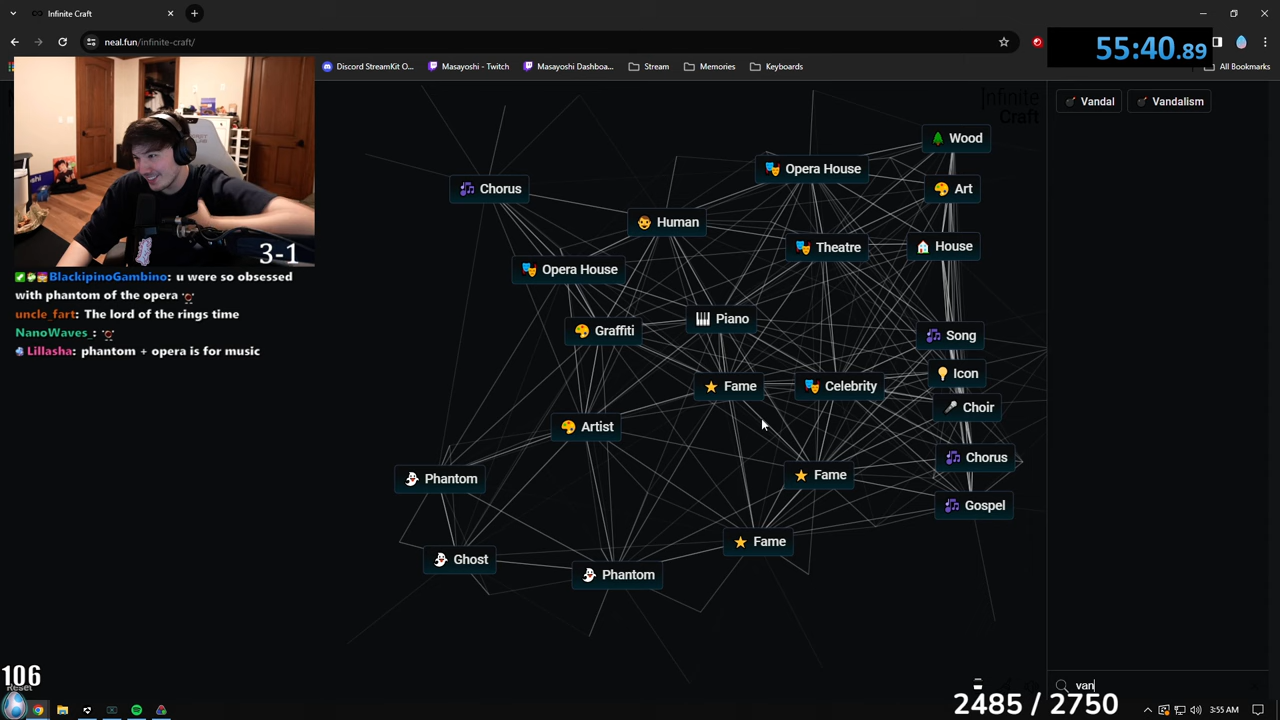 Infinite Craft
55:40.89
neal.fun/infinite-craft/
Discord StreamKit O...
Masayoshi - Twitch
Masayoshi Dashboa...
Stream
Memories
Keyboards
All Bookmarks
Infinite
Craft
Vandal
Vandalism
Wood
Opera House
Chorus
Art
Human
Theatre
House
Opera House
3-1
BlackipinoGambino: u were so obsessed
with phantom of the opera
uncle_fart: The lord of the rings time
NanoWaves_:
Lillasha: phantom + opera is for music
Piano
Graffiti
Song
Icon
Fame
Celebrity
Choir
Artist
Chorus
Phantom
Fame
Gospel
Fame
Ghost
Phantom
106
Reset
van
2485 / 2750
3:55 AM